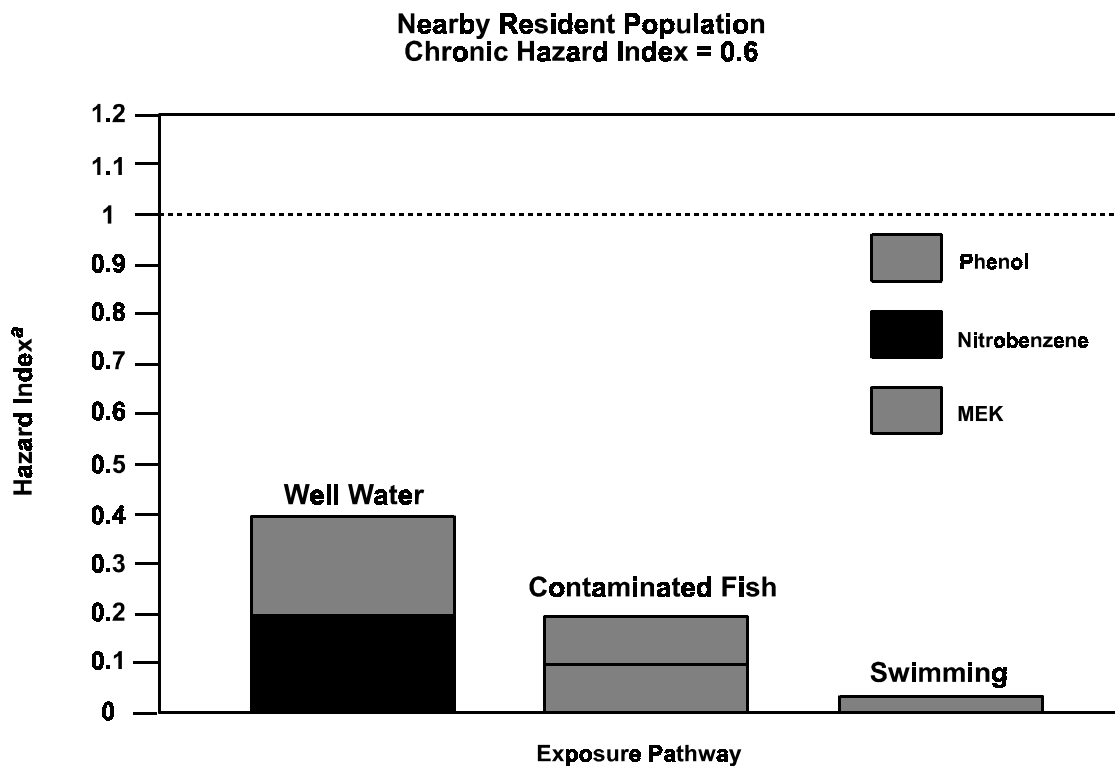 Nearby Resident Population
Chronic Hazard Index = 0.6
1.2
1.1
1
0.9
0.8
0.7
0.6
0.5
0.4
0.3
0.2
0.1
0
Hazard Indexᵃ
Phenol
Nitrobenzene
MEK
Well Water
Contaminated Fish
Swimming
Exposure Pathway